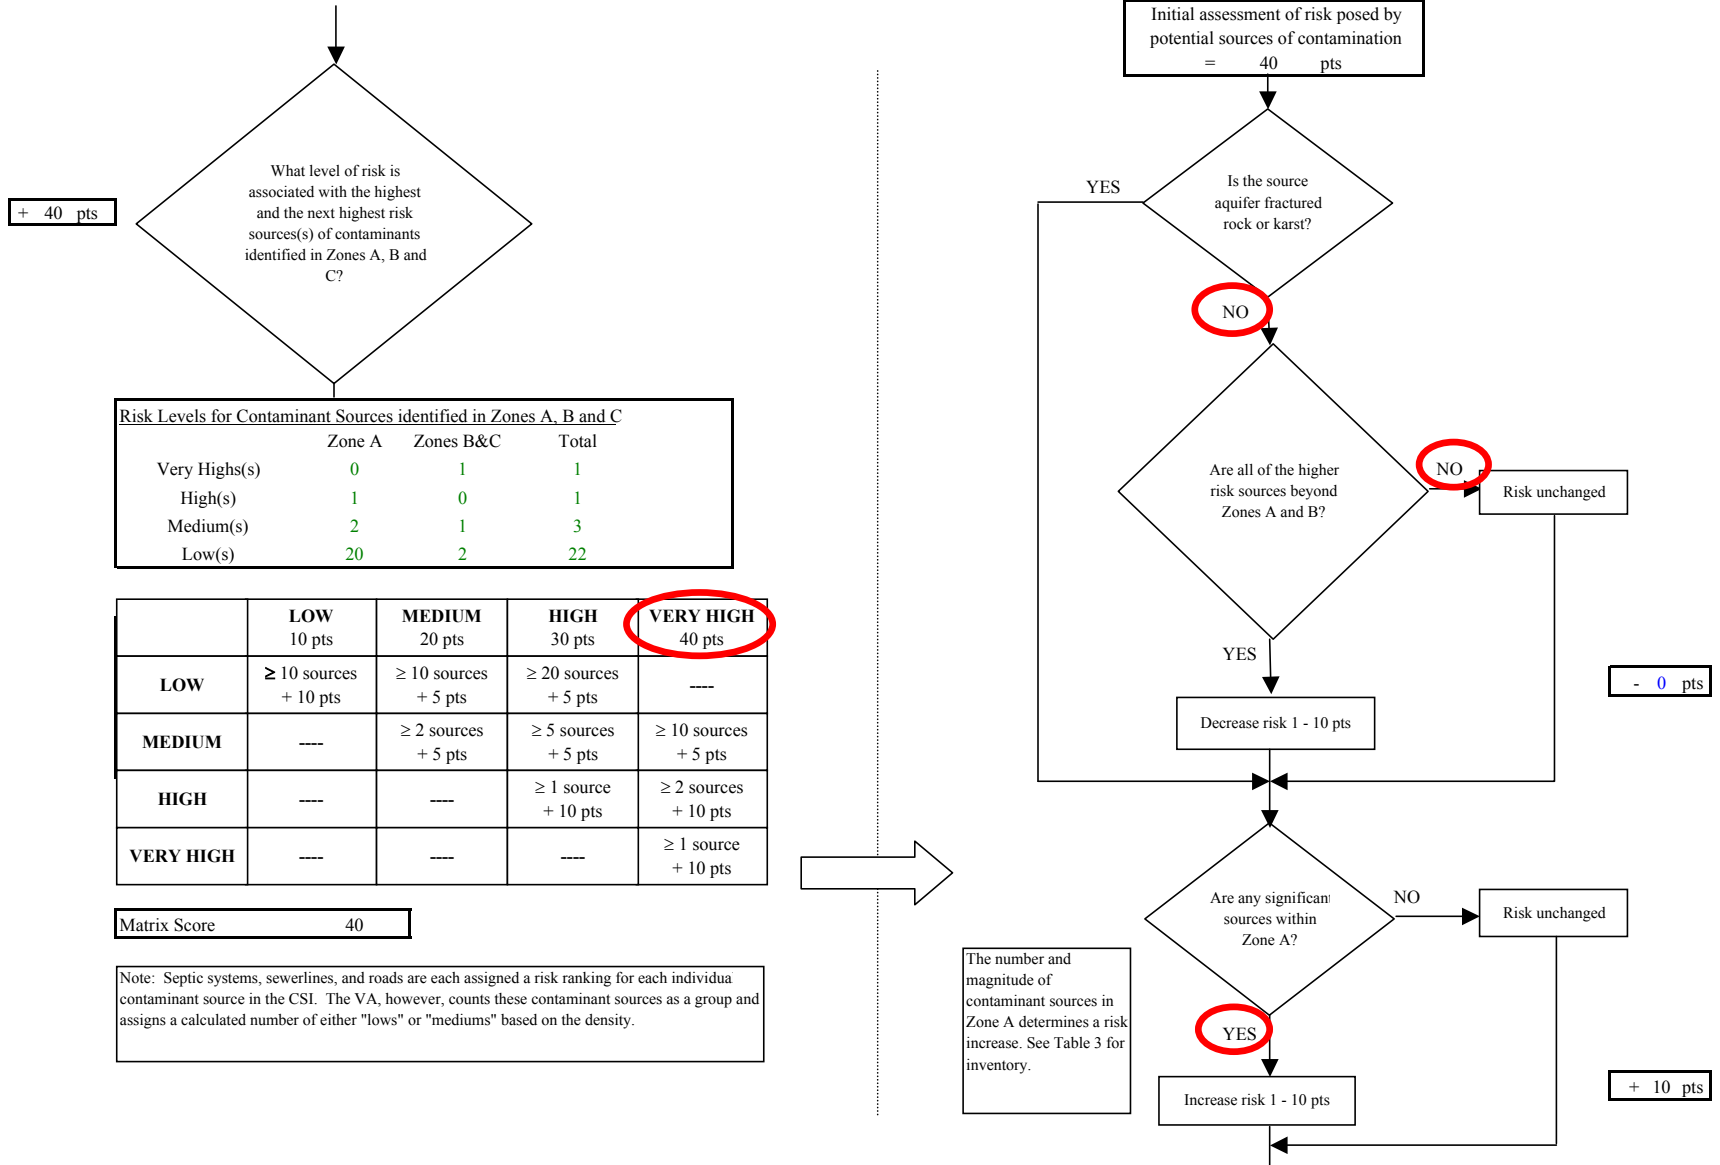 + 40 pts
What level of risk is
associated with the highest
and the next highest risk
sources(s) of contaminants
identified in Zones A, B and
C?
Risk Levels for Contaminant Sources identified in Zones A, B and C
Zone A Zones B&C Total
Very Highs(s) 0 1 1
High(s) 1 0 1
Medium(s) 2 1 3
Low(s) 20 2 22
LOW MEDIUM HIGH VERY HIGH
10 pts 20 pts 30 pts 40 pts
LOW ≥ 10 sources ≥ 10 sources ≥ 20 sources ----
+ 10 pts + 5 pts + 5 pts
MEDIUM ---- ≥ 2 sources ≥ 5 sources ≥ 10 sources
+ 5 pts + 5 pts + 5 pts
HIGH ---- ---- ≥ 1 source ≥ 2 sources
+ 10 pts + 10 pts
VERY HIGH ---- ---- ---- ≥ 1 source
+ 10 pts
Matrix Score 40
Note: Septic systems, sewerlines, and roads are each assigned a risk ranking for each individua
contaminant source in the CSI. The VA, however, counts these contaminant sources as a group and
assigns a calculated number of either "lows" or "mediums" based on the density.
Initial assessment of risk posed by
potential sources of contamination
= 40 pts
YES
Is the source
aquifer fractured
rock or karst?
NO
Are all of the higher
risk sources beyond
Zones A and B?
NO
Risk unchanged
YES
- 0 pts
Decrease risk 1 - 10 pts
Are any significant
sources within
Zone A?
NO
Risk unchanged
The number and
magnitude of
contaminant sources in
Zone A determines a risk
increase. See Table 3 for
inventory.
YES
+ 10 pts
Increase risk 1 - 10 pts